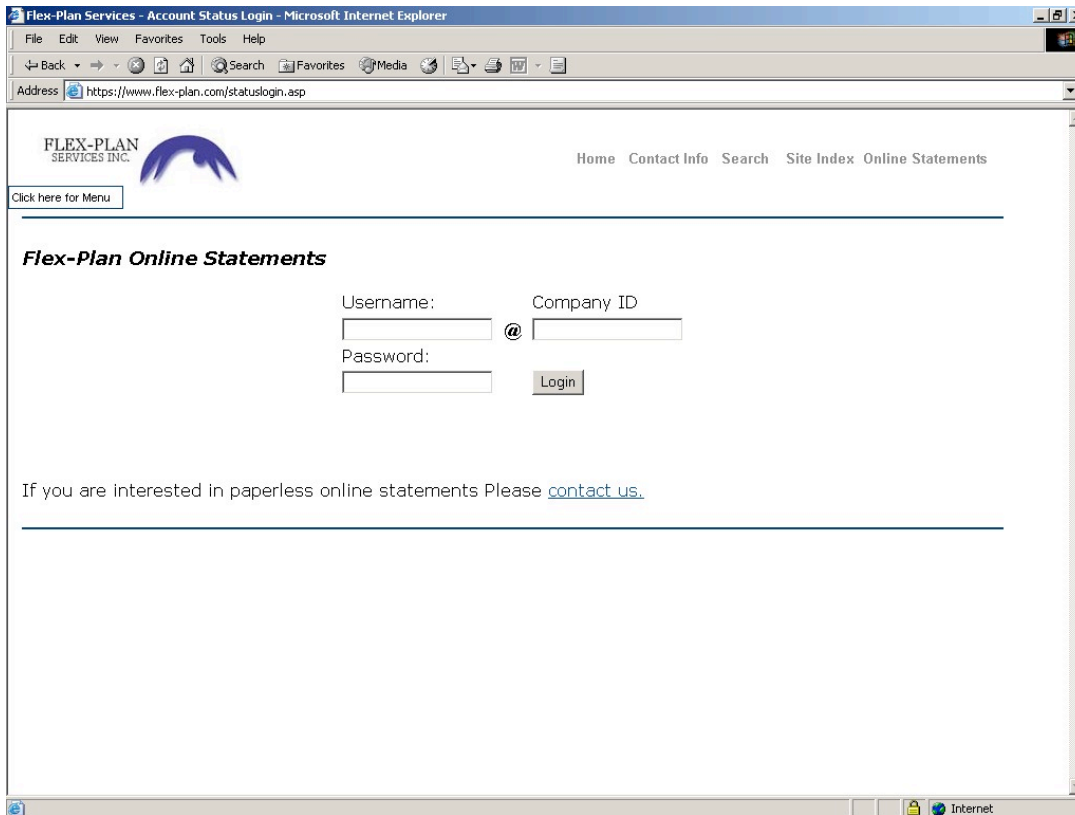 Flex-Plan Services - Account Status Login - Microsoft Internet Explorer
File Edit View Favorites Tools Help
Back Search Favorites Media
Address https://www.flex-plan.com/statuslogin.asp
FLEX-PLAN
SERVICES INC.
Home Contact Info Search Site Index Online Statements
Click here for Menu
Flex-Plan Online Statements
Username: Company ID
@
Password:
Login
If you are interested in paperless online statements Please contact us.
Internet